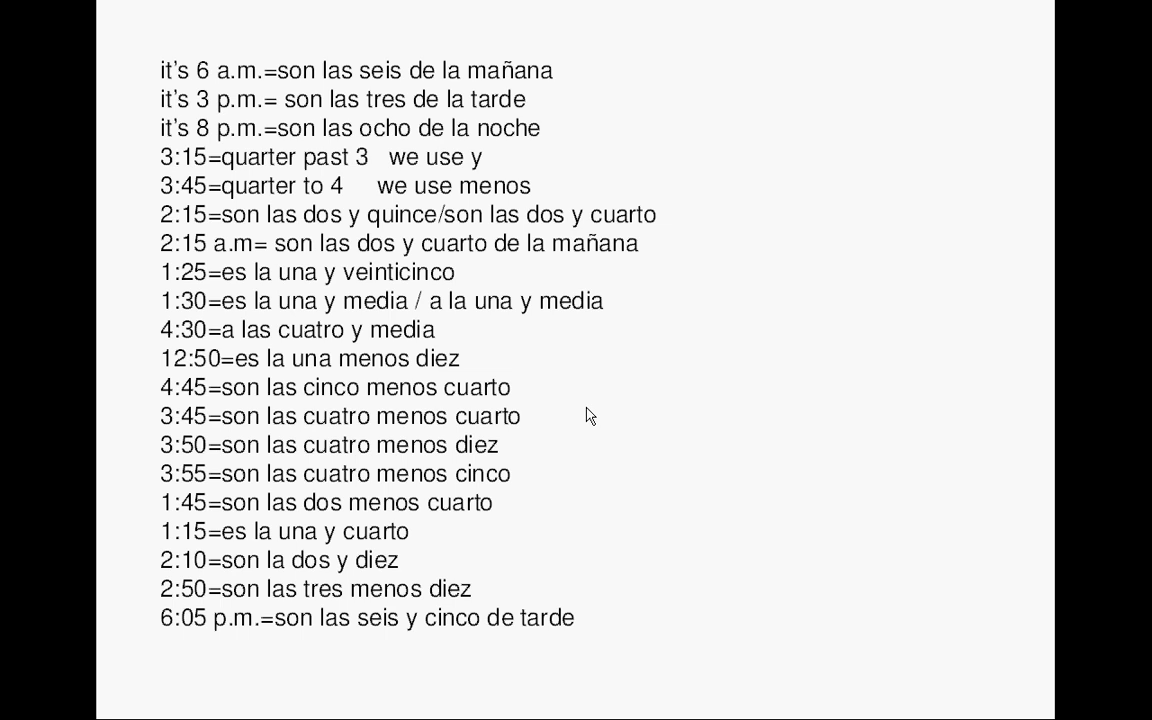 it's 6 a.m.=son las seis de la mañana
it's 3 p.m.= son las tres de la tarde
it's 8 p.m.=son las ocho de la noche
3:15=quarter past 3   we use y
3:45=quarter to 4     we use menos
2:15=son las dos y quince/son las dos y cuarto
2:15 a.m= son las dos y cuarto de la mañana
1:25=es la una y veinticinco
1:30=es la una y media / a la una y media
4:30=a las cuatro y media
12:50=es la una menos diez
4:45=son las cinco menos cuarto
3:45=son las cuatro menos cuarto
3:50=son las cuatro menos diez
3:55=son las cuatro menos cinco
1:45=son las dos menos cuarto
1:15=es la una y cuarto
2:10=son la dos y diez
2:50=son las tres menos diez
6:05 p.m.=son las seis y cinco de tarde